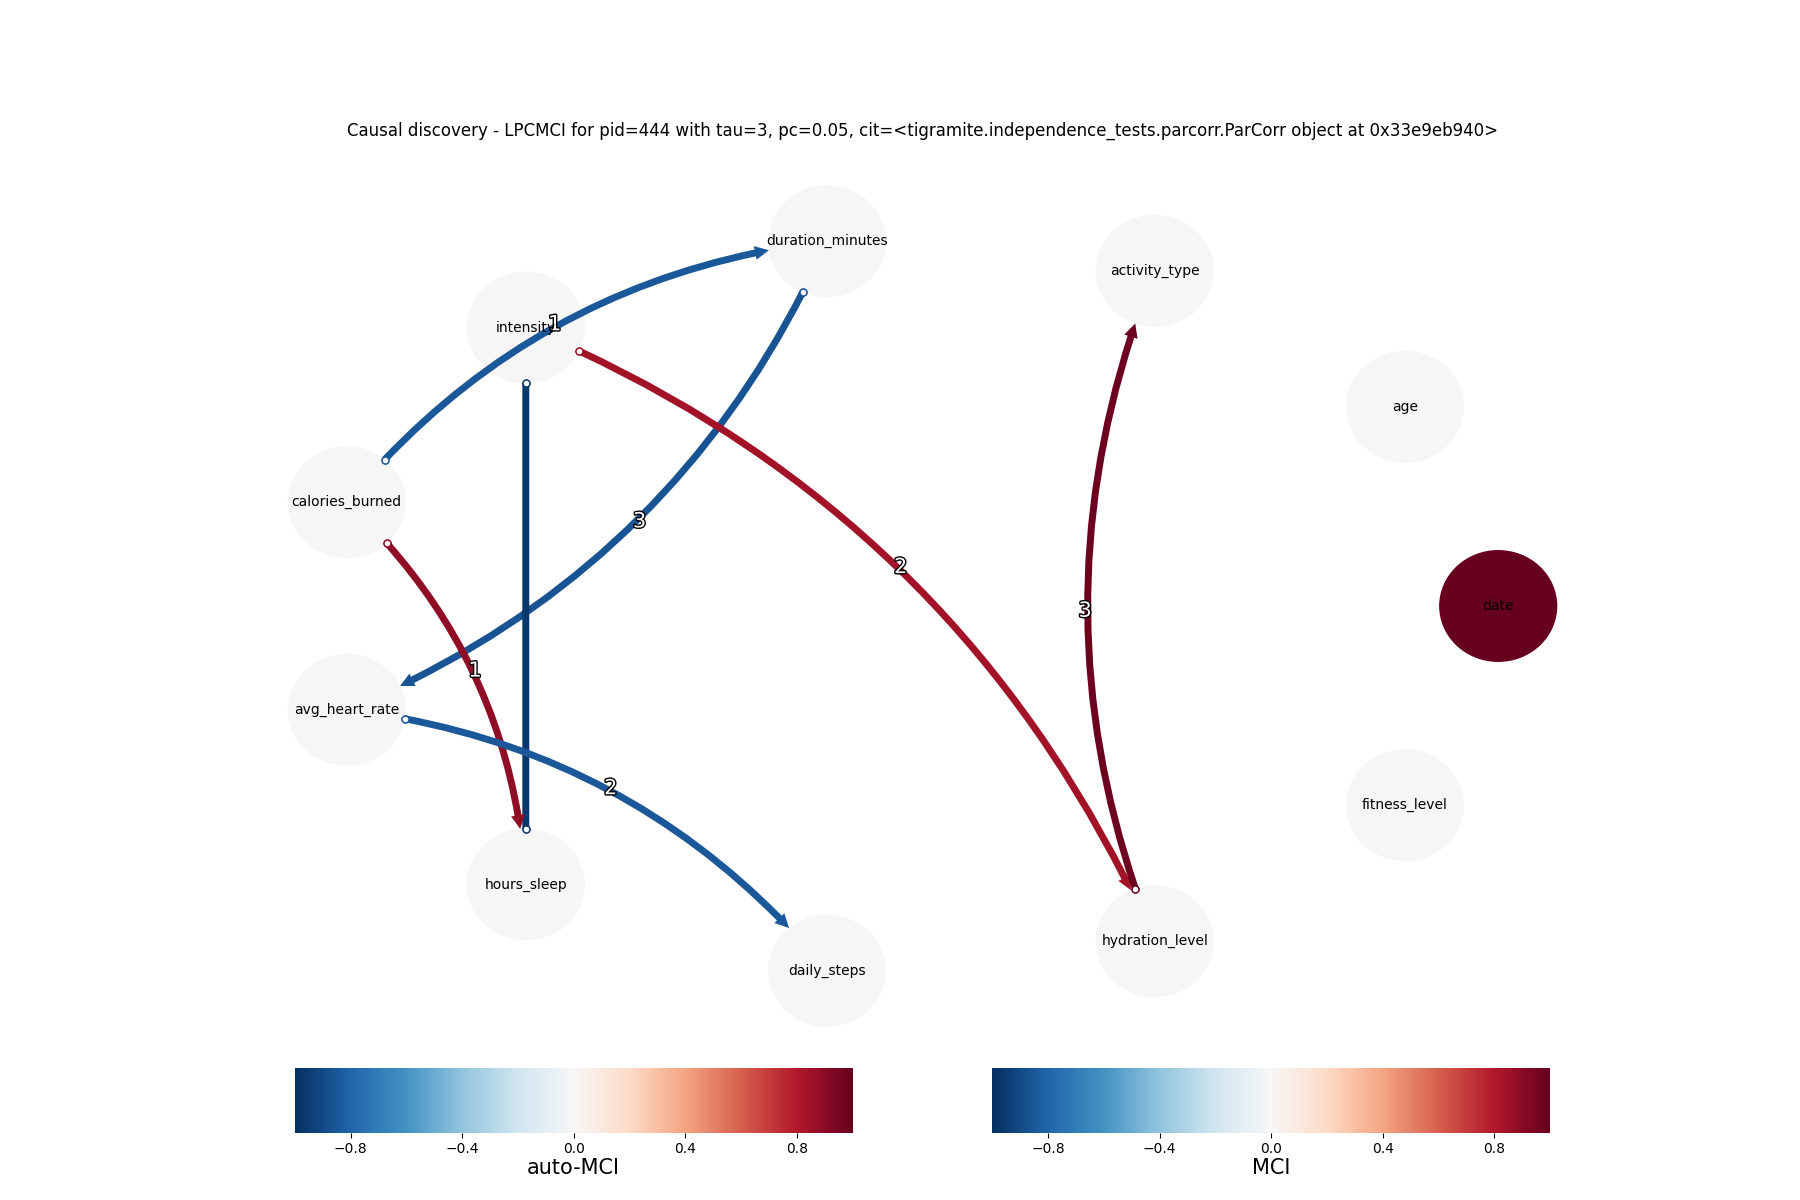 Causal discovery - LPCMCI for pid=444 with tau=3, pc=0.05, cit=<tigramite.independence_tests.parcorr.ParCorr object at 0x33e9eb940>
duration_minutes
activity_type
intensity
1
age
calories_burned
3
2
date
3
1
avg_heart_rate
2
fitness_level
hours_sleep
hydration_level
daily_steps
−0.8 −0.4 0.0 0.4 0.8
auto-MCI
−0.8 −0.4 0.0 0.4 0.8
MCI